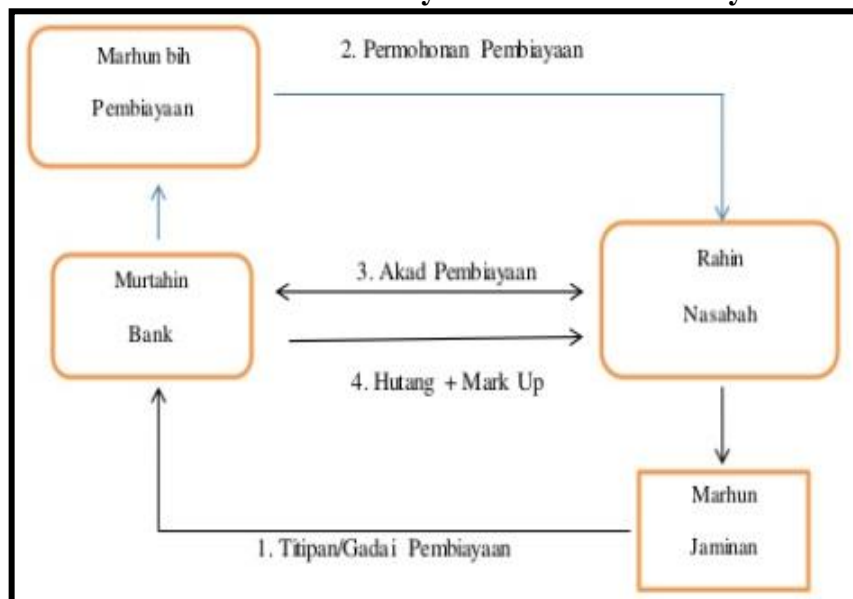 Marhun bih
Pembiayaan
2. Permohonan Pembiayaan
Murtahin
Bank
3. Akad Pembiayaan
4. Hutang + Mark Up
Rahin
Nasabah
Marhun
Jaminan
1. Titipan/Gadai Pembiayaan